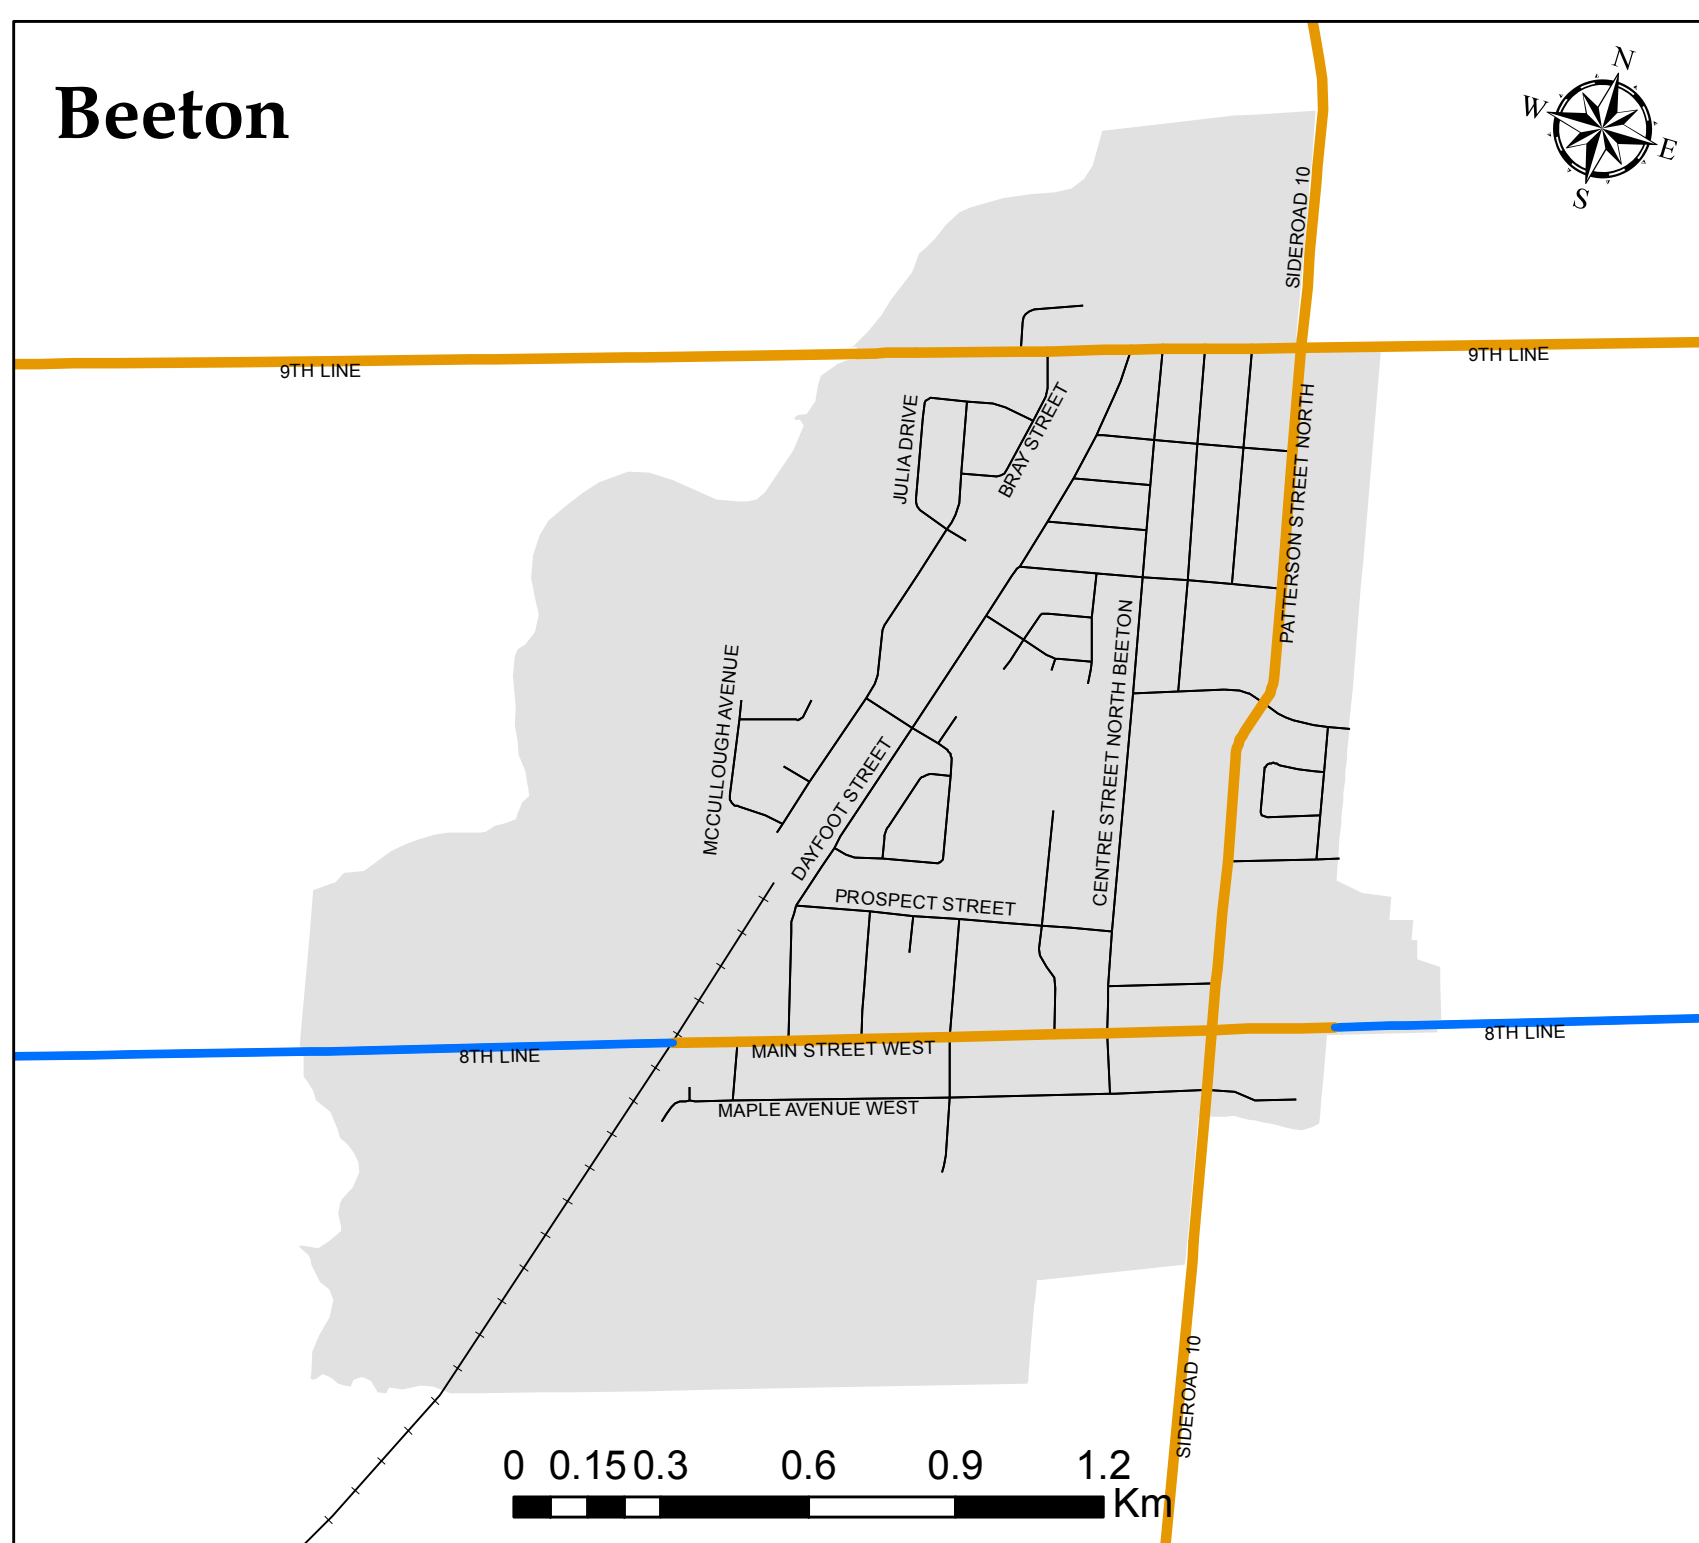 Beeton
N
W
E
S
SIDEROAD 10
9TH LINE
9TH LINE
JULIA DRIVE
BRAY STREET
PATTERSON STREET NORTH
CENTRE STREET NORTH BEETON
MCCULLOUGH AVENUE
DAYFOOT STREET
PROSPECT STREET
8TH LINE
MAIN STREET WEST
8TH LINE
MAPLE AVENUE WEST
SIDEROAD 10
0 0.15 0.3 0.6 0.9 1.2
Km